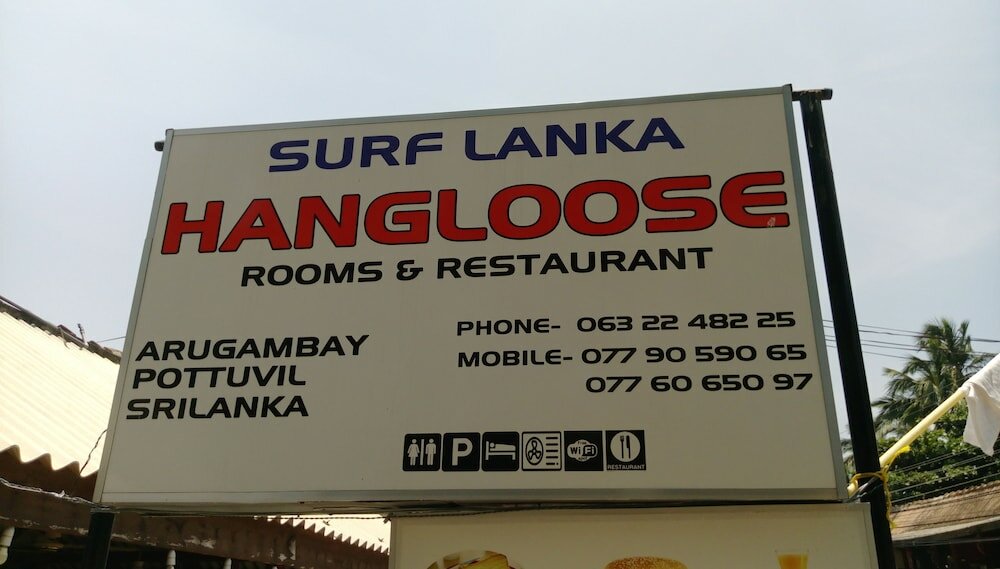 SURF LANKA
HANGLOOSE
ROOMS & RESTAURANT
ARUGAMBAY
POTTUVIL
SRILANKA
PHONE- 063 22 482 25
MOBILE- 077 90 590 65
077 60 650 97
P
WiFi
RESTAURANT